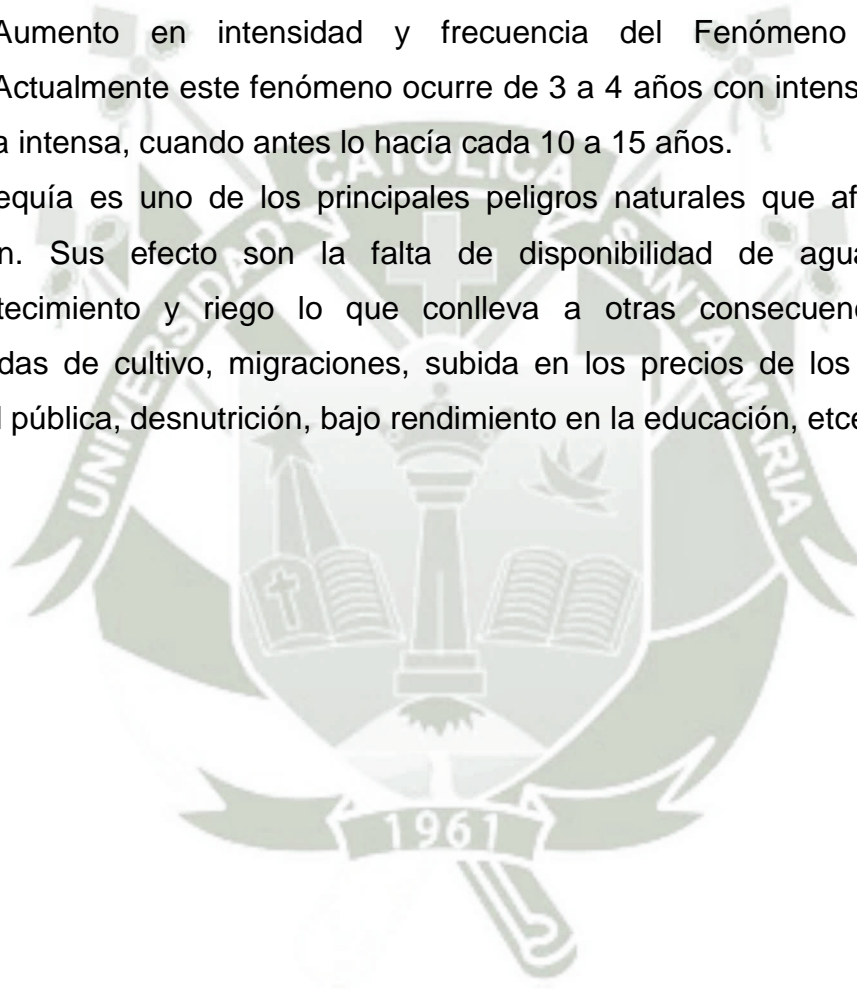 Aumento en intensidad y frecuencia del Fenómeno
Actualmente este fenómeno ocurre de 3 a 4 años con intens
a intensa, cuando antes lo hacía cada 10 a 15 años.
equía es uno de los principales peligros naturales que af
n. Sus efecto son la falta de disponibilidad de agua
tecimiento y riego lo que conlleva a otras consecuen
das de cultivo, migraciones, subida en los precios de los
l pública, desnutrición, bajo rendimiento en la educación, etce
UNIVERSIDAD CATOLICA SANTA MARIA
1961